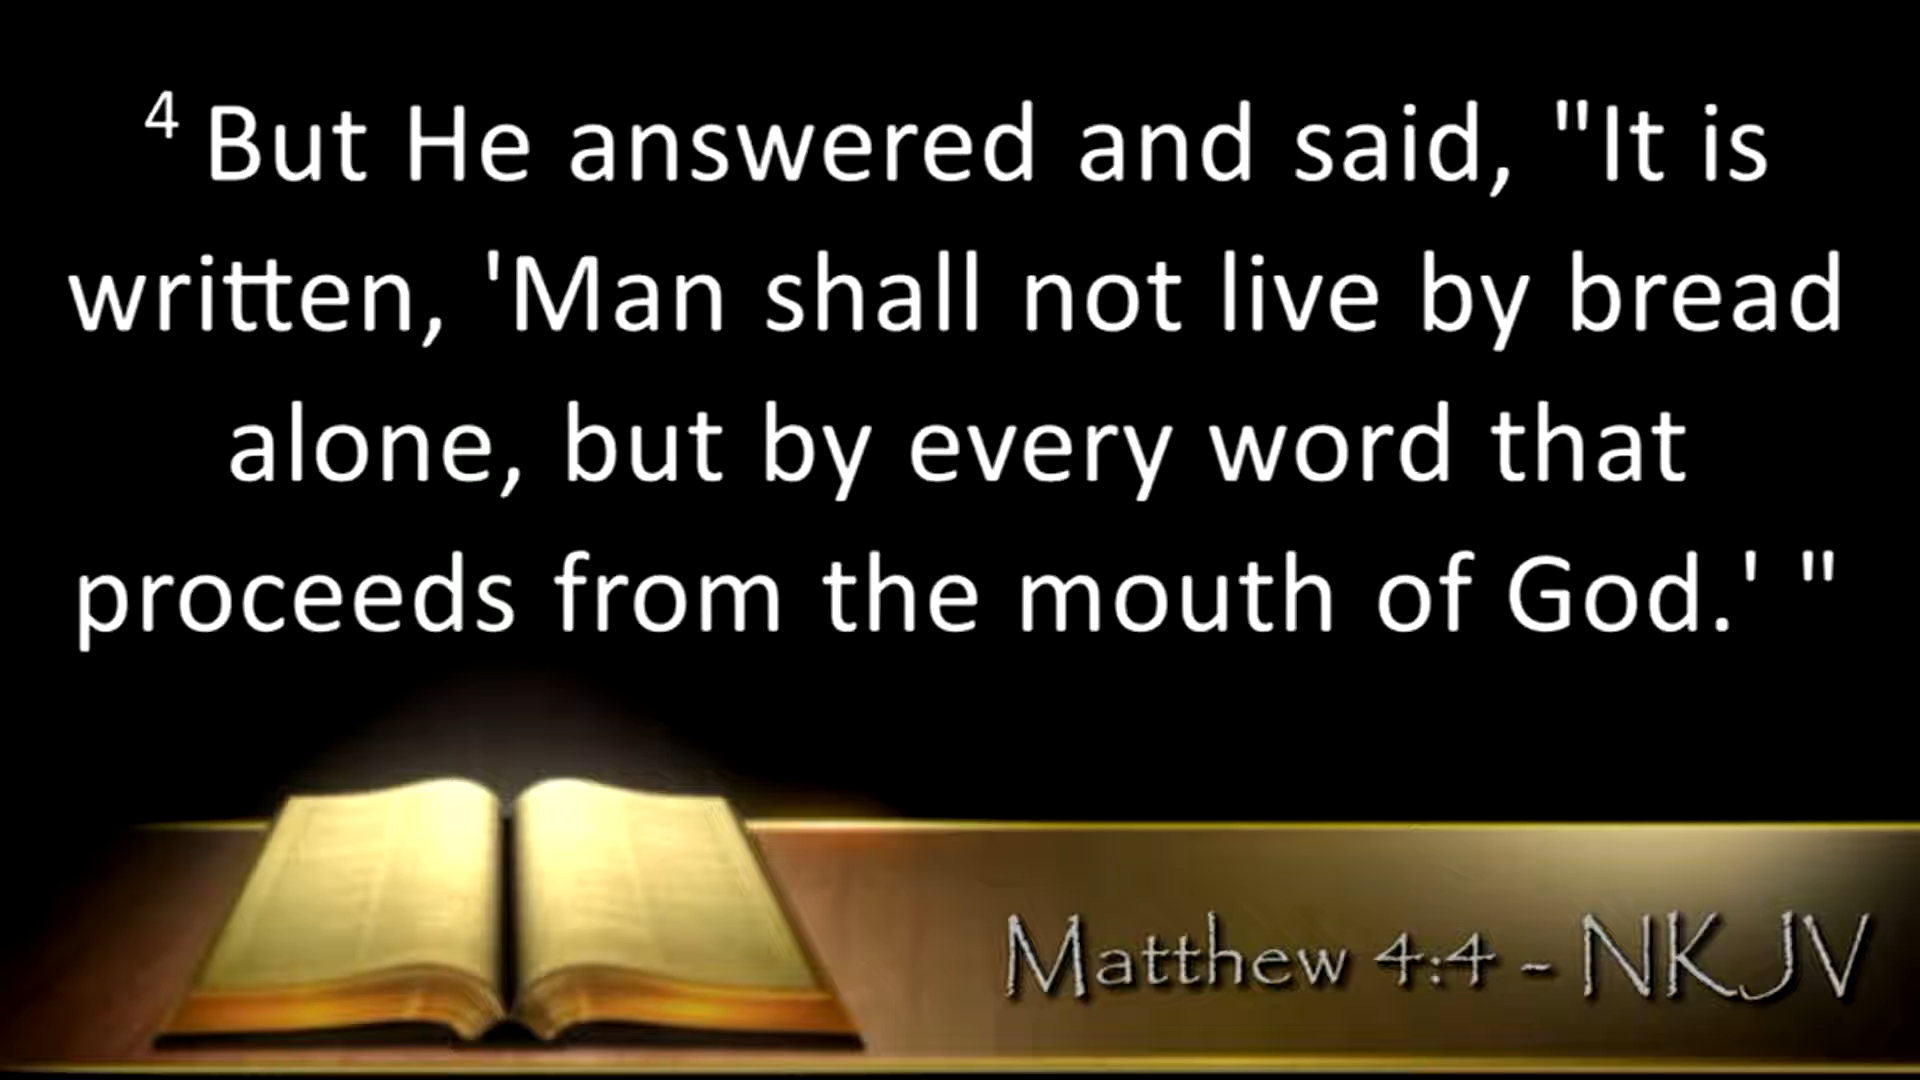 4 But He answered and said, "It is
written, 'Man shall not live by bread
alone, but by every word that
proceeds from the mouth of God.' "
Matthew 4:4 - NKJV